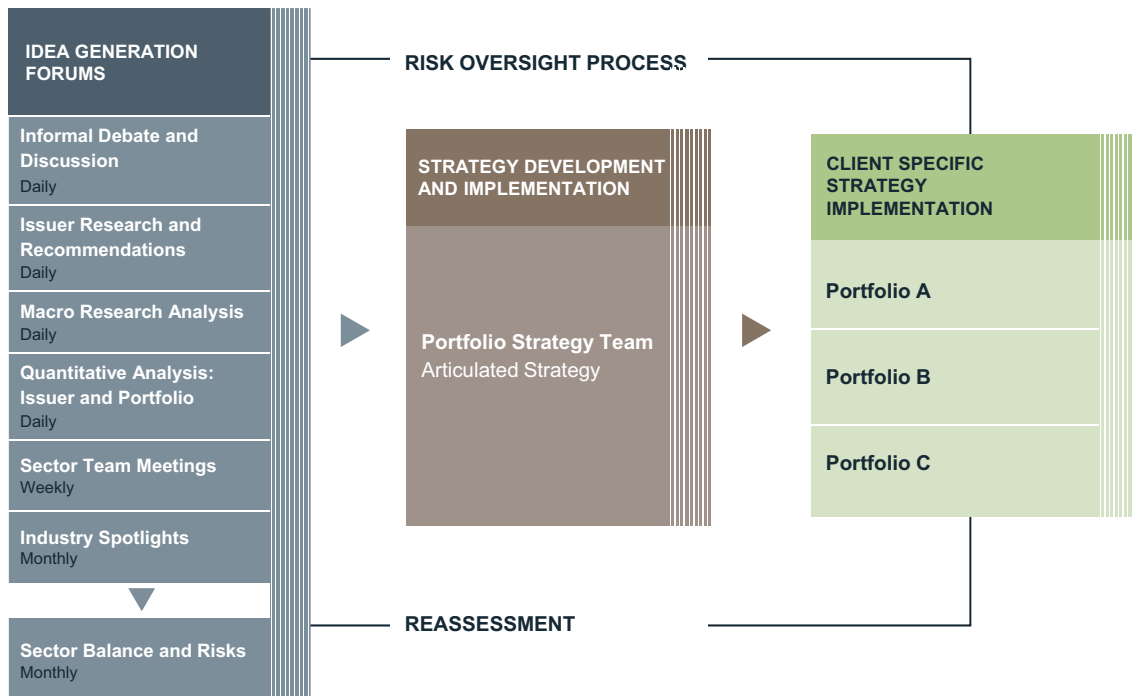 IDEA GENERATION
FORUMS
Informal Debate and
Discussion
Daily
Issuer Research and
Recommendations
Daily
Macro Research Analysis
Daily
Quantitative Analysis:
Issuer and Portfolio
Daily
Sector Team Meetings
Weekly
Industry Spotlights
Monthly
Sector Balance and Risks
Monthly
RISK OVERSIGHT PROCESS
STRATEGY DEVELOPMENT
AND IMPLEMENTATION
Portfolio Strategy Team
Articulated Strategy
CLIENT SPECIFIC
STRATEGY
IMPLEMENTATION
Portfolio A
Portfolio B
Portfolio C
REASSESSMENT